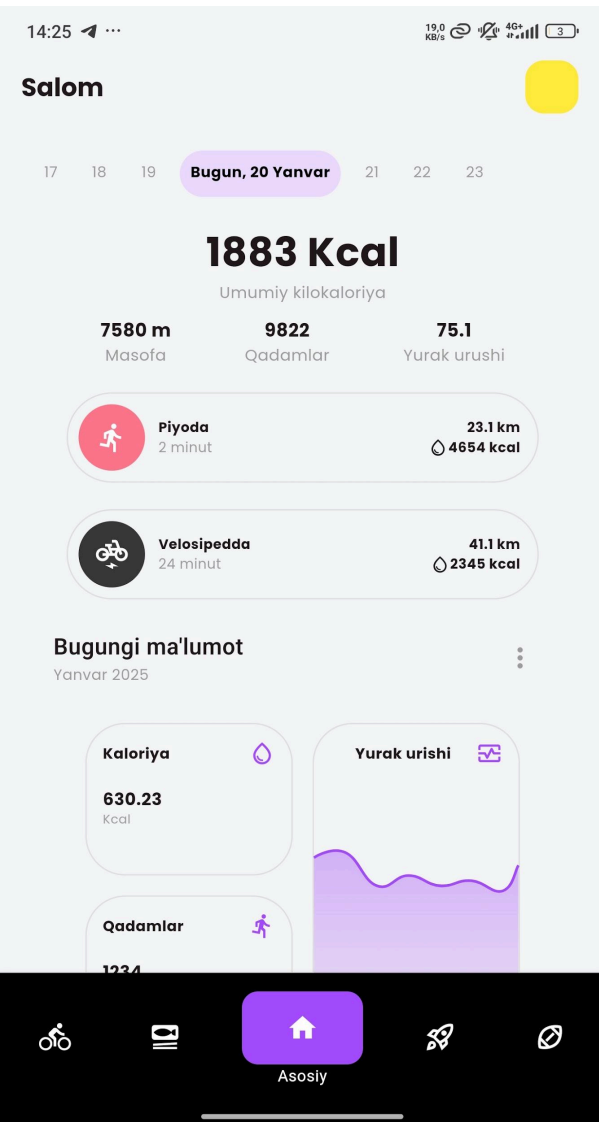 14:25
19,0
KB/s
4G+
3
Salom
17 18 19 Bugun, 20 Yanvar 21 22 23
1883 Kcal
Umumiy kilokaloriya
7580 m 9822 75.1
Masofa Qadamlar Yurak urushi
Piyoda 23.1 km
2 minut 4654 kcal
Velosipedda 41.1 km
24 minut 2345 kcal
Bugungi ma'lumot
Yanvar 2025
Kaloriya Yurak urishi
630.23
Kcal
Qadamlar
1234
Asosiy